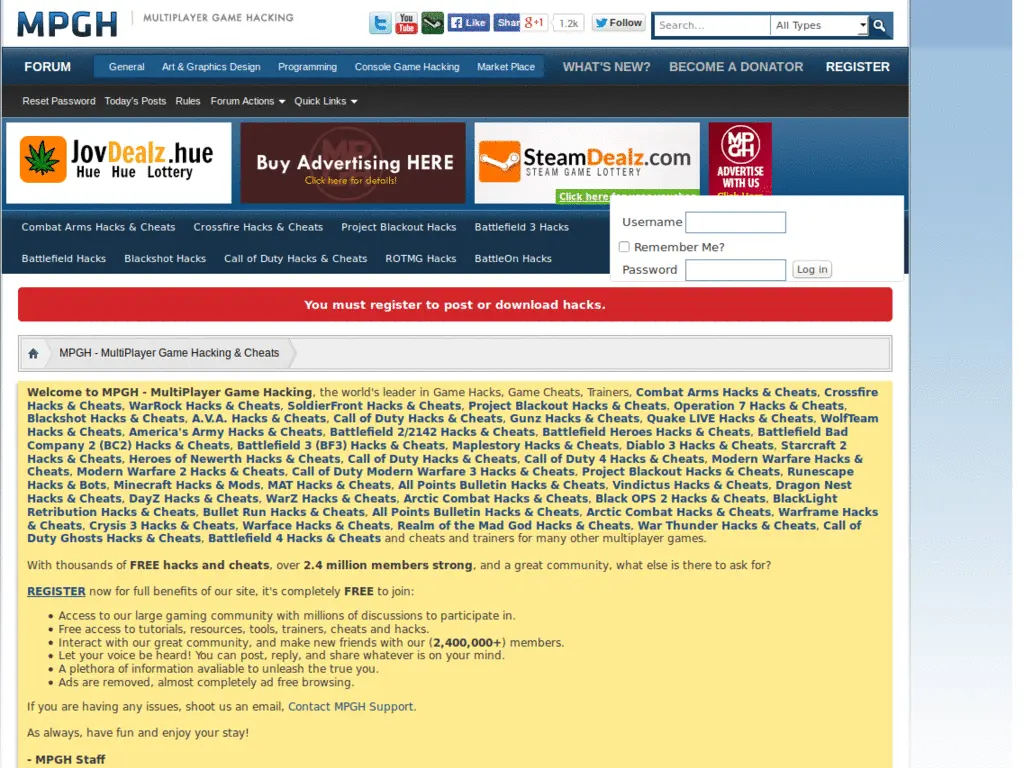 MPGH | MULTIPLAYER GAME HACKING
You Tube Like Shar g+1 1.2k Follow Search... All Types
FORUM General Art & Graphics Design Programming Console Game Hacking Market Place WHAT'S NEW? BECOME A DONATOR REGISTER
Reset Password Today's Posts Rules Forum Actions Quick Links
JovDealz.hue
Hue Hue Lottery
Buy Advertising HERE
Click here for details!
SteamDealz.com
STEAM GAME LOTTERY
Click here
MPGH
ADVERTISE
WITH US
Combat Arms Hacks & Cheats Crossfire Hacks & Cheats Project Blackout Hacks Battlefield 3 Hacks
Battlefield Hacks Blackshot Hacks Call of Duty Hacks & Cheats ROTMG Hacks BattleOn Hacks
Username
Remember Me?
Password Log in
You must register to post or download hacks.
MPGH - MultiPlayer Game Hacking & Cheats
Welcome to MPGH - MultiPlayer Game Hacking, the world's leader in Game Hacks, Game Cheats, Trainers, Combat Arms Hacks & Cheats, Crossfire
Hacks & Cheats, WarRock Hacks & Cheats, SoldierFront Hacks & Cheats, Project Blackout Hacks & Cheats, Operation 7 Hacks & Cheats,
Blackshot Hacks & Cheats, A.V.A. Hacks & Cheats, Call of Duty Hacks & Cheats, Gunz Hacks & Cheats, Quake LIVE Hacks & Cheats, WolfTeam
Hacks & Cheats, America's Army Hacks & Cheats, Battlefield 2/2142 Hacks & Cheats, Battlefield Heroes Hacks & Cheats, Battlefield Bad
Company 2 (BC2) Hacks & Cheats, Battlefield 3 (BF3) Hacks & Cheats, Maplestory Hacks & Cheats, Diablo 3 Hacks & Cheats, Starcraft 2
Hacks & Cheats, Heroes of Newerth Hacks & Cheats, Call of Duty Hacks & Cheats, Call of Duty 4 Hacks & Cheats, Modern Warfare Hacks &
Cheats, Modern Warfare 2 Hacks & Cheats, Call of Duty Modern Warfare 3 Hacks & Cheats, Project Blackout Hacks & Cheats, Runescape
Hacks & Bots, Minecraft Hacks & Mods, MAT Hacks & Cheats, All Points Bulletin Hacks & Cheats, Vindictus Hacks & Cheats, Dragon Nest
Hacks & Cheats, DayZ Hacks & Cheats, WarZ Hacks & Cheats, Arctic Combat Hacks & Cheats, Black OPS 2 Hacks & Cheats, BlackLight
Retribution Hacks & Cheats, Bullet Run Hacks & Cheats, All Points Bulletin Hacks & Cheats, Arctic Combat Hacks & Cheats, Warframe Hacks
& Cheats, Crysis 3 Hacks & Cheats, Warface Hacks & Cheats, Realm of the Mad God Hacks & Cheats, War Thunder Hacks & Cheats, Call of
Duty Ghosts Hacks & Cheats, Battlefield 4 Hacks & Cheats and cheats and trainers for many other multiplayer games.
With thousands of FREE hacks and cheats, over 2.4 million members strong, and a great community, what else is there to ask for?
REGISTER now for full benefits of our site, it's completely FREE to join:
• Access to our large gaming community with millions of discussions to participate in.
• Free access to tutorials, resources, tools, trainers, cheats and hacks.
• Interact with our great community, and make new friends with our (2,400,000+) members.
• Let your voice be heard! You can post, reply, and share whatever is on your mind.
• A plethora of information avaliable to unleash the true you.
• Ads are removed, almost completely ad free browsing.
If you are having any issues, shoot us an email, Contact MPGH Support.
As always, have fun and enjoy your stay!
- MPGH Staff